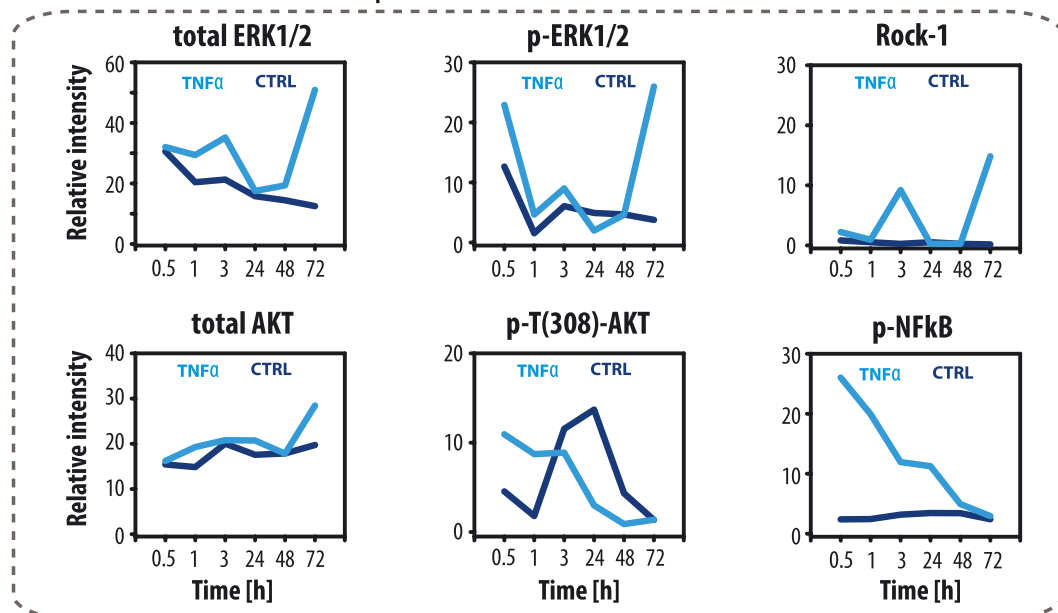 total ERK1/2
p-ERK1/2
Rock-1
Relative intensity
60
40
20
0
TNFα CTRL
0.5 1 3 24 48 72
30
20
10
0
TNFα CTRL
0.5 1 3 24 48 72
30
20
10
0
TNFα CTRL
0.5 1 3 24 48 72
total AKT
p-T(308)-AKT
p-NFkB
Relative intensity
40
30
20
10
0
TNFα CTRL
0.5 1 3 24 48 72
Time [h]
20
10
0
TNFα CTRL
0.5 1 3 24 48 72
Time [h]
30
20
10
0
TNFα CTRL
0.5 1 3 24 48 72
Time [h]